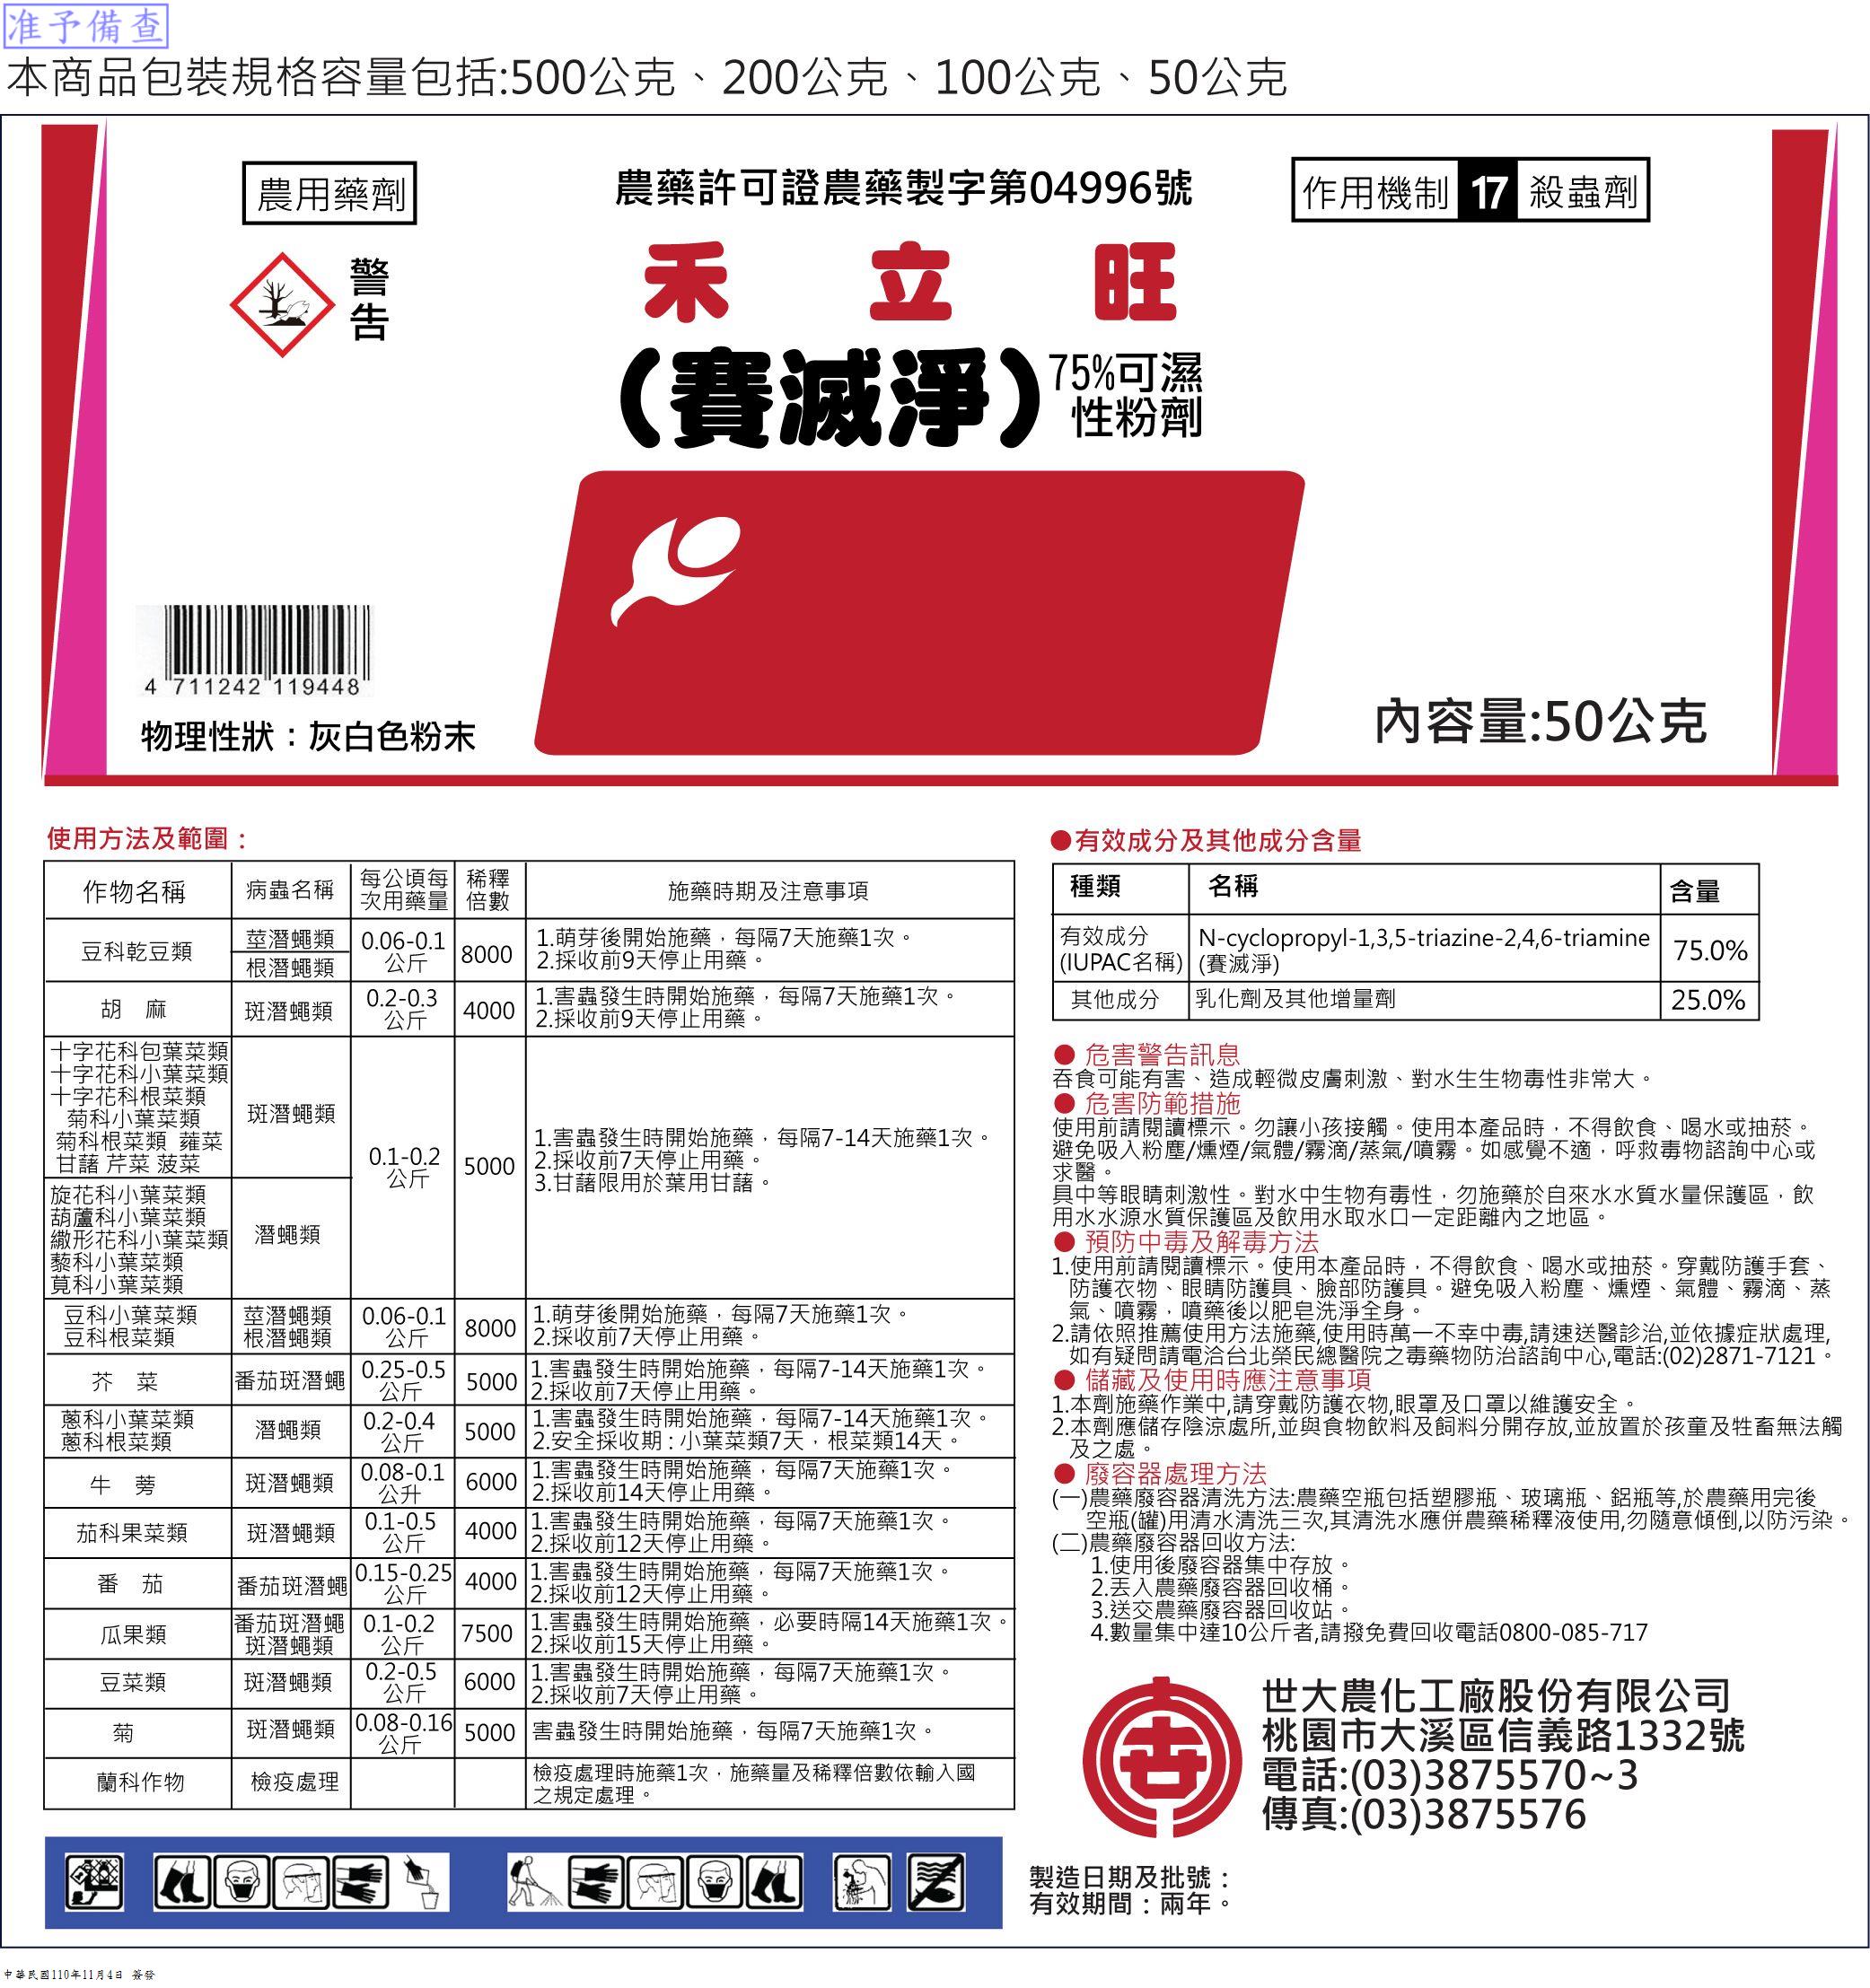 准予備查
本商品包裝規格容量包括:500公克、200公克、100公克、50公克
農用藥劑
農藥許可證農藥製字第04996號
作用機制 17 殺蟲劑
警告
禾立旺
(賽滅淨)75%可濕性粉劑
4 711242 119448
物理性狀：灰白色粉末
內容量:50公克
使用方法及範圍：
作物名稱 病蟲名稱 每公頃每次用藥量 稀釋倍數 施藥時期及注意事項
豆科乾豆類 莖潛蠅類 根潛蠅類 0.06-0.1公斤 8000 1.萌芽後開始施藥，每隔7天施藥1次。
2.採收前9天停止用藥。
胡麻 斑潛蠅類 0.2-0.3公斤 4000 1.害蟲發生時開始施藥，每隔7天施藥1次。
2.採收前9天停止用藥。
十字花科包葉菜類
十字花科小葉菜類
十字花科根菜類
菊科小葉菜類
菊科根菜類 蕹菜
甘藷 芹菜 菠菜
斑潛蠅類
旋花科小葉菜類
葫蘆科小葉菜類
繖形花科小葉菜類
藜科小葉菜類
莧科小葉菜類
潛蠅類
0.1-0.2公斤 5000
1.害蟲發生時開始施藥，每隔7-14天施藥1次。
2.採收前7天停止用藥。
3.甘藷限用於葉用甘藷。
豆科小葉菜類 豆科根菜類 莖潛蠅類 根潛蠅類 0.06-0.1公斤 8000 1.萌芽後開始施藥，每隔7天施藥1次。
2.採收前7天停止用藥。
芥菜 番茄斑潛蠅 0.25-0.5公斤 5000 1.害蟲發生時開始施藥，每隔7-14天施藥1次。
2.採收前7天停止用藥。
蔥科小葉菜類 蔥科根菜類 潛蠅類 0.2-0.4公斤 5000 1.害蟲發生時開始施藥，每隔7-14天施藥1次。
2.安全採收期：小葉菜類7天，根菜類14天。
牛蒡 斑潛蠅類 0.08-0.1公升 6000 1.害蟲發生時開始施藥，每隔7天施藥1次。
2.採收前14天停止用藥。
茄科果菜類 斑潛蠅類 0.1-0.5公斤 4000 1.害蟲發生時開始施藥，每隔7天施藥1次。
2.採收前12天停止用藥。
番茄 番茄斑潛蠅 0.15-0.25公斤 4000 1.害蟲發生時開始施藥，每隔7天施藥1次。
2.採收前12天停止用藥。
瓜果類 番茄斑潛蠅 斑潛蠅類 0.1-0.2公斤 7500 1.害蟲發生時開始施藥，必要時隔14天施藥1次。
2.採收前15天停止用藥。
豆菜類 斑潛蠅類 0.2-0.5公斤 6000 1.害蟲發生時開始施藥，每隔7天施藥1次。
2.採收前7天停止用藥。
菊 斑潛蠅類 0.08-0.16公斤 5000 害蟲發生時開始施藥，每隔7天施藥1次。
蘭科作物 檢疫處理 檢疫處理時施藥1次，施藥量及稀釋倍數依輸入國
之規定處理。
●有效成分及其他成分含量
種類 名稱 含量
有效成分(IUPAC名稱) N-cyclopropyl-1,3,5-triazine-2,4,6-triamine (賽滅淨) 75.0%
其他成分 乳化劑及其他增量劑 25.0%
● 危害警告訊息
吞食可能有害、造成輕微皮膚刺激、對水生生物毒性非常大。
● 危害防範措施
使用前請閱讀標示。勿讓小孩接觸。使用本產品時，不得飲食、喝水或抽菸。
避免吸入粉塵/燻煙/氣體/霧滴/蒸氣/噴霧。如感覺不適，呼救毒物諮詢中心或
求醫。
具中等眼睛刺激性。對水中生物有毒性，勿施藥於自來水水質水量保護區，飲
用水水源水質保護區及飲用水取水口一定距離內之地區。
● 預防中毒及解毒方法
1.使用前請閱讀標示。使用本產品時，不得飲食、喝水或抽菸。穿戴防護手套、
防護衣物、眼睛防護具、臉部防護具。避免吸入粉塵、燻煙、氣體、霧滴、蒸
氣、噴霧，噴藥後以肥皂洗淨全身。
2.請依照推薦使用方法施藥,使用時萬一不幸中毒,請速送醫診治,並依據症狀處理,
如有疑問請電洽台北榮民總醫院之毒藥物防治諮詢中心,電話:(02)2871-7121。
● 儲藏及使用時應注意事項
1.本劑施藥作業中,請穿戴防護衣物,眼罩及口罩以維護安全。
2.本劑應儲存陰涼處所,並與食物飲料及飼料分開存放,並放置於孩童及牲畜無法觸
及之處。
● 廢容器處理方法
(一)農藥廢容器清洗方法:農藥空瓶包括塑膠瓶、玻璃瓶、鋁瓶等,於農藥用完後
空瓶(罐)用清水清洗三次,其清洗水應併農藥稀釋液使用,勿隨意傾倒,以防污染。
(二)農藥廢容器回收方法:
1.使用後廢容器集中存放。
2.丟入農藥廢容器回收桶。
3.送交農藥廢容器回收站。
4.數量集中達10公斤者,請撥免費回收電話0800-085-717
世大農化工廠股份有限公司
桃園市大溪區信義路1332號
電話:(03)3875570~3
傳真:(03)3875576
製造日期及批號：
有效期間：兩年。
中華民國110年11月4日 簽發